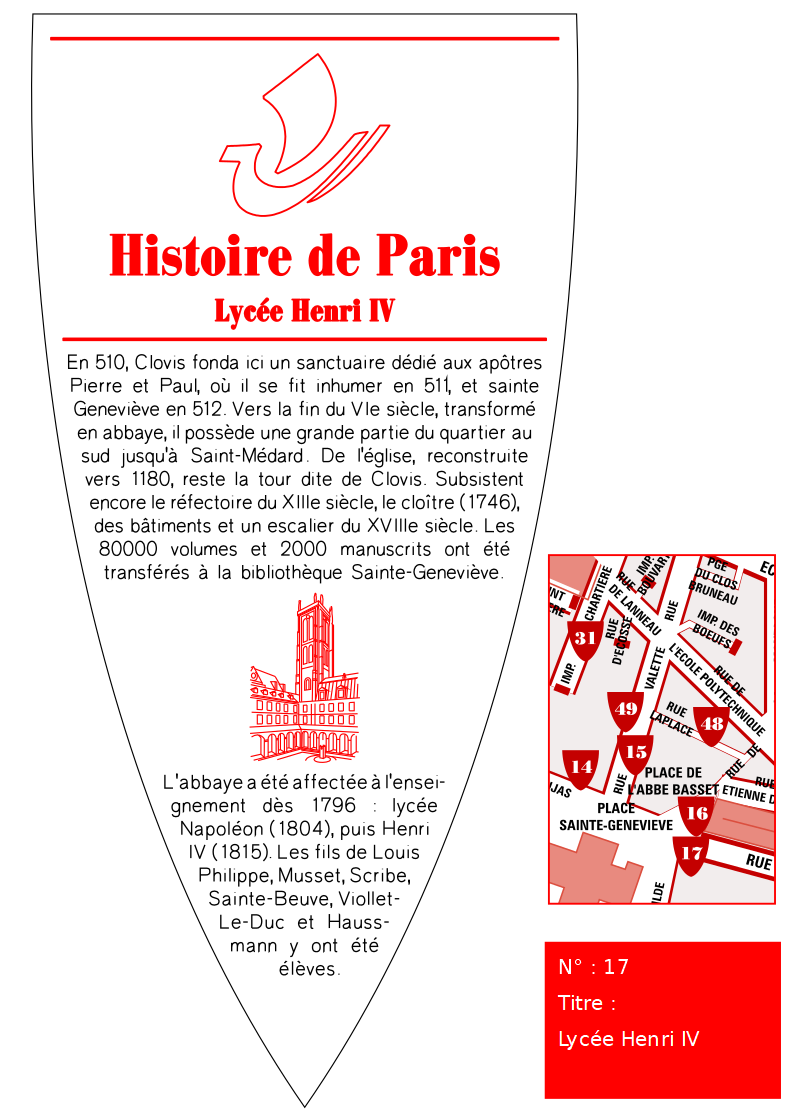 Histoire de Paris
Lycée Henri IV
En 510, Clovis fonda ici un sanctuaire dédié aux apôtres
Pierre et Paul, où il se fit inhumer en 511, et sainte
Geneviève en 512. Vers la fin du VIe siècle, transformé
en abbaye, il possède une grande partie du quartier au
sud jusqu'à Saint-Médard. De l'église, reconstruite
vers 1180, reste la tour dite de Clovis. Subsistent
encore le réfectoire du XIIIe siècle, le cloître (1746),
des bâtiments et un escalier du XVIIIe siècle. Les
80000 volumes et 2000 manuscrits ont été
transférés à la bibliothèque Sainte-Geneviève.
L'abbaye a été affectée à l'ensei-
gnement dès 1796 : lycée
Napoléon (1804), puis Henri
IV (1815). Les fils de Louis
Philippe, Musset, Scribe,
Sainte-Beuve, Viollet-
Le-Duc et Hauss-
mann y ont été
élèves.
PGE
DU CLOS
BRUNEAU
EC
IMP.
BOUVART
CHARTIERE
RUE
DE LANNEAU
RUE
IMP. DES
BOEUFS
INT
RE
31
RUE
D'ECOSSE
IMP.
VALETTE
L'ECOLE POLYTECHNIQUE
RUE DE
49
RUE
LAPLACE
48
15
14
RUE DE
JAS
RUE
PLACE DE
L'ABBE BASSET
RUE
ETIENNE D
PLACE
SAINTE-GENEVIEVE
16
17
RUE
ILDE
N° : 17
Titre :
Lycée Henri IV